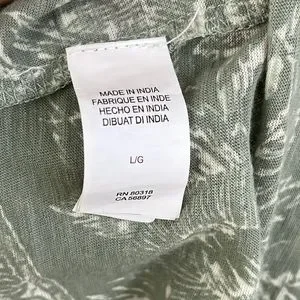 MADE IN INDIA
FABRIQUE EN INDE
HECHO EN INDIA
DIBUAT DI INDIA
L/G
RN 80318
CA 56897